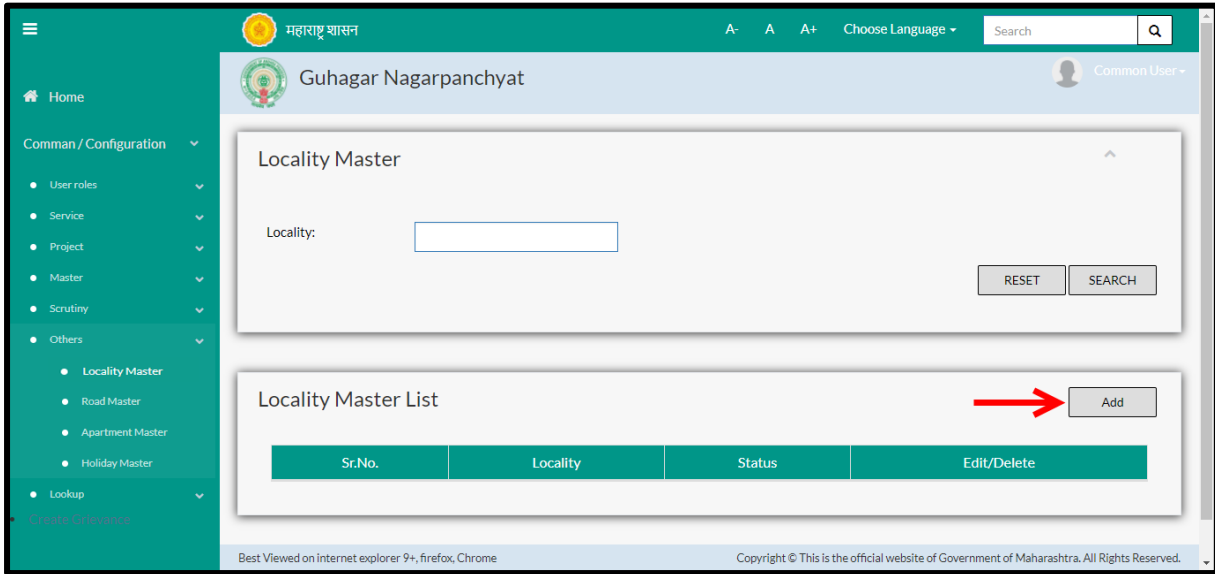 महाराष्ट्र शासन
A- A A+ Choose Language Search
Guhagar Nagarpanchyat
Common User
Home
Comman / Configuration
User roles
Service
Project
Master
Scrutiny
Others
Locality Master
Road Master
Apartment Master
Holiday Master
Lookup
Create Grievance
Locality Master
Locality:
RESET SEARCH
Locality Master List
Add
Sr.No. Locality Status Edit/Delete
Best Viewed on internet explorer 9+, firefox, Chrome
Copyright © This is the official website of Government of Maharashtra. All Rights Reserved.